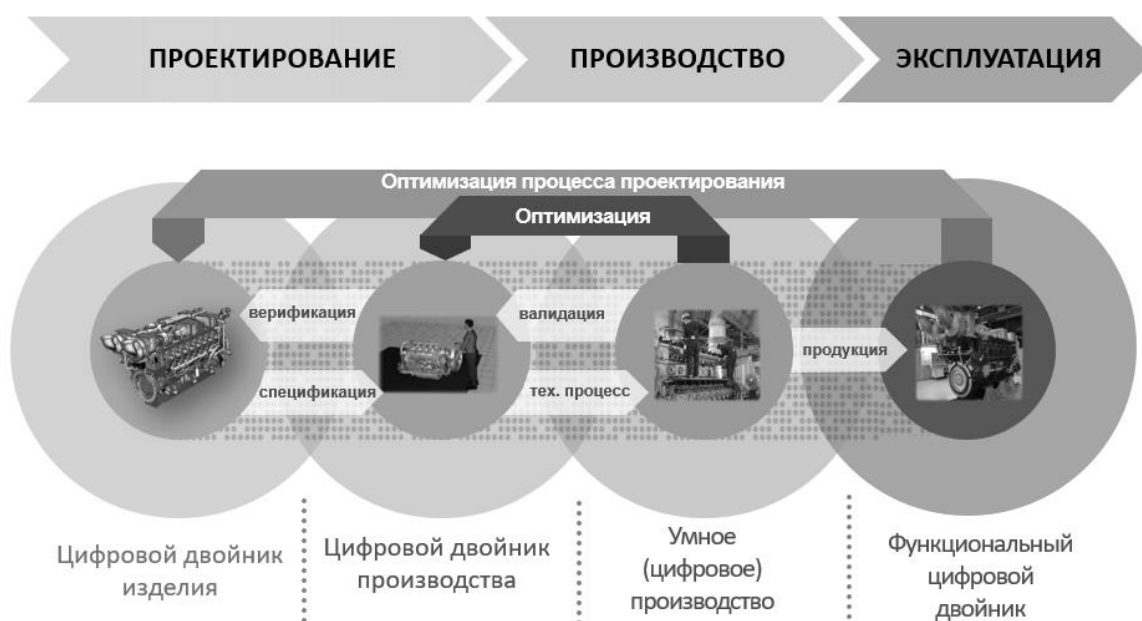 ПРОЕКТИРОВАНИЕ
ПРОИЗВОДСТВО
ЭКСПЛУАТАЦИЯ
Оптимизация процесса проектирования
Оптимизация
верификация
валидация
продукция
спецификация
тех. процесс
Цифровой двойник
изделия
Цифровой двойник
производства
Умное
(цифровое)
производство
Функциональный
цифровой
двойник